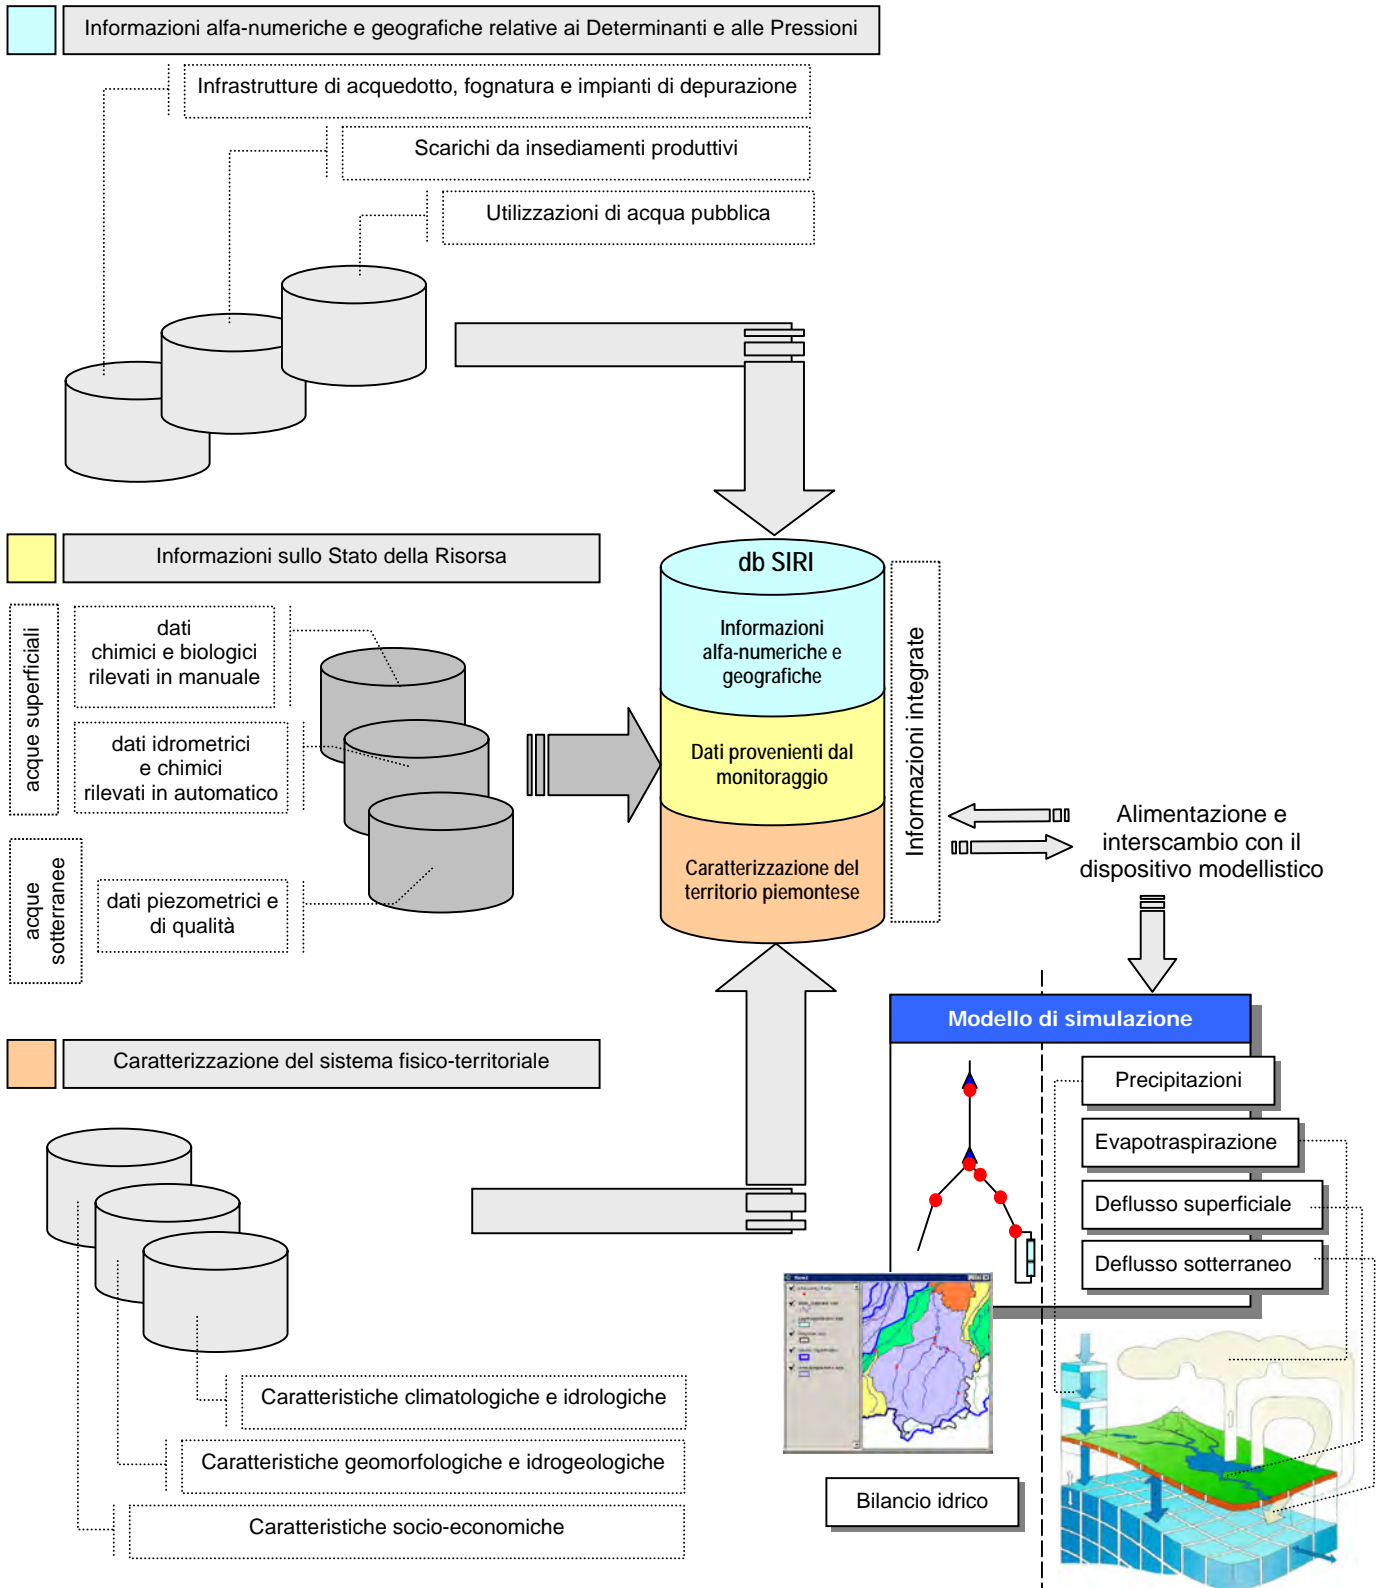 Informazioni alfa-numeriche e geografiche relative ai Determinanti e alle Pressioni
Infrastrutture di acquedotto, fognatura e impianti di depurazione
Scarichi da insediamenti produttivi
Utilizzazioni di acqua pubblica
Informazioni sullo Stato della Risorsa
acque superficiali
dati
chimici e biologici
rilevati in manuale
dati idrometrici
e chimici
rilevati in automatico
acque
sotterranee
dati piezometrici e
di qualità
db SIRI
Informazioni
alfa-numeriche e
geografiche
Dati provenienti dal
monitoraggio
Caratterizzazione del
territorio piemontese
Informazioni integrate
Alimentazione e
interscambio con il
dispositivo modellistico
Caratterizzazione del sistema fisico-territoriale
Caratteristiche climatologiche e idrologiche
Caratteristiche geomorfologiche e idrogeologiche
Caratteristiche socio-economiche
Modello di simulazione
Precipitazioni
Evapotraspirazione
Deflusso superficiale
Deflusso sotterraneo
Bilancio idrico